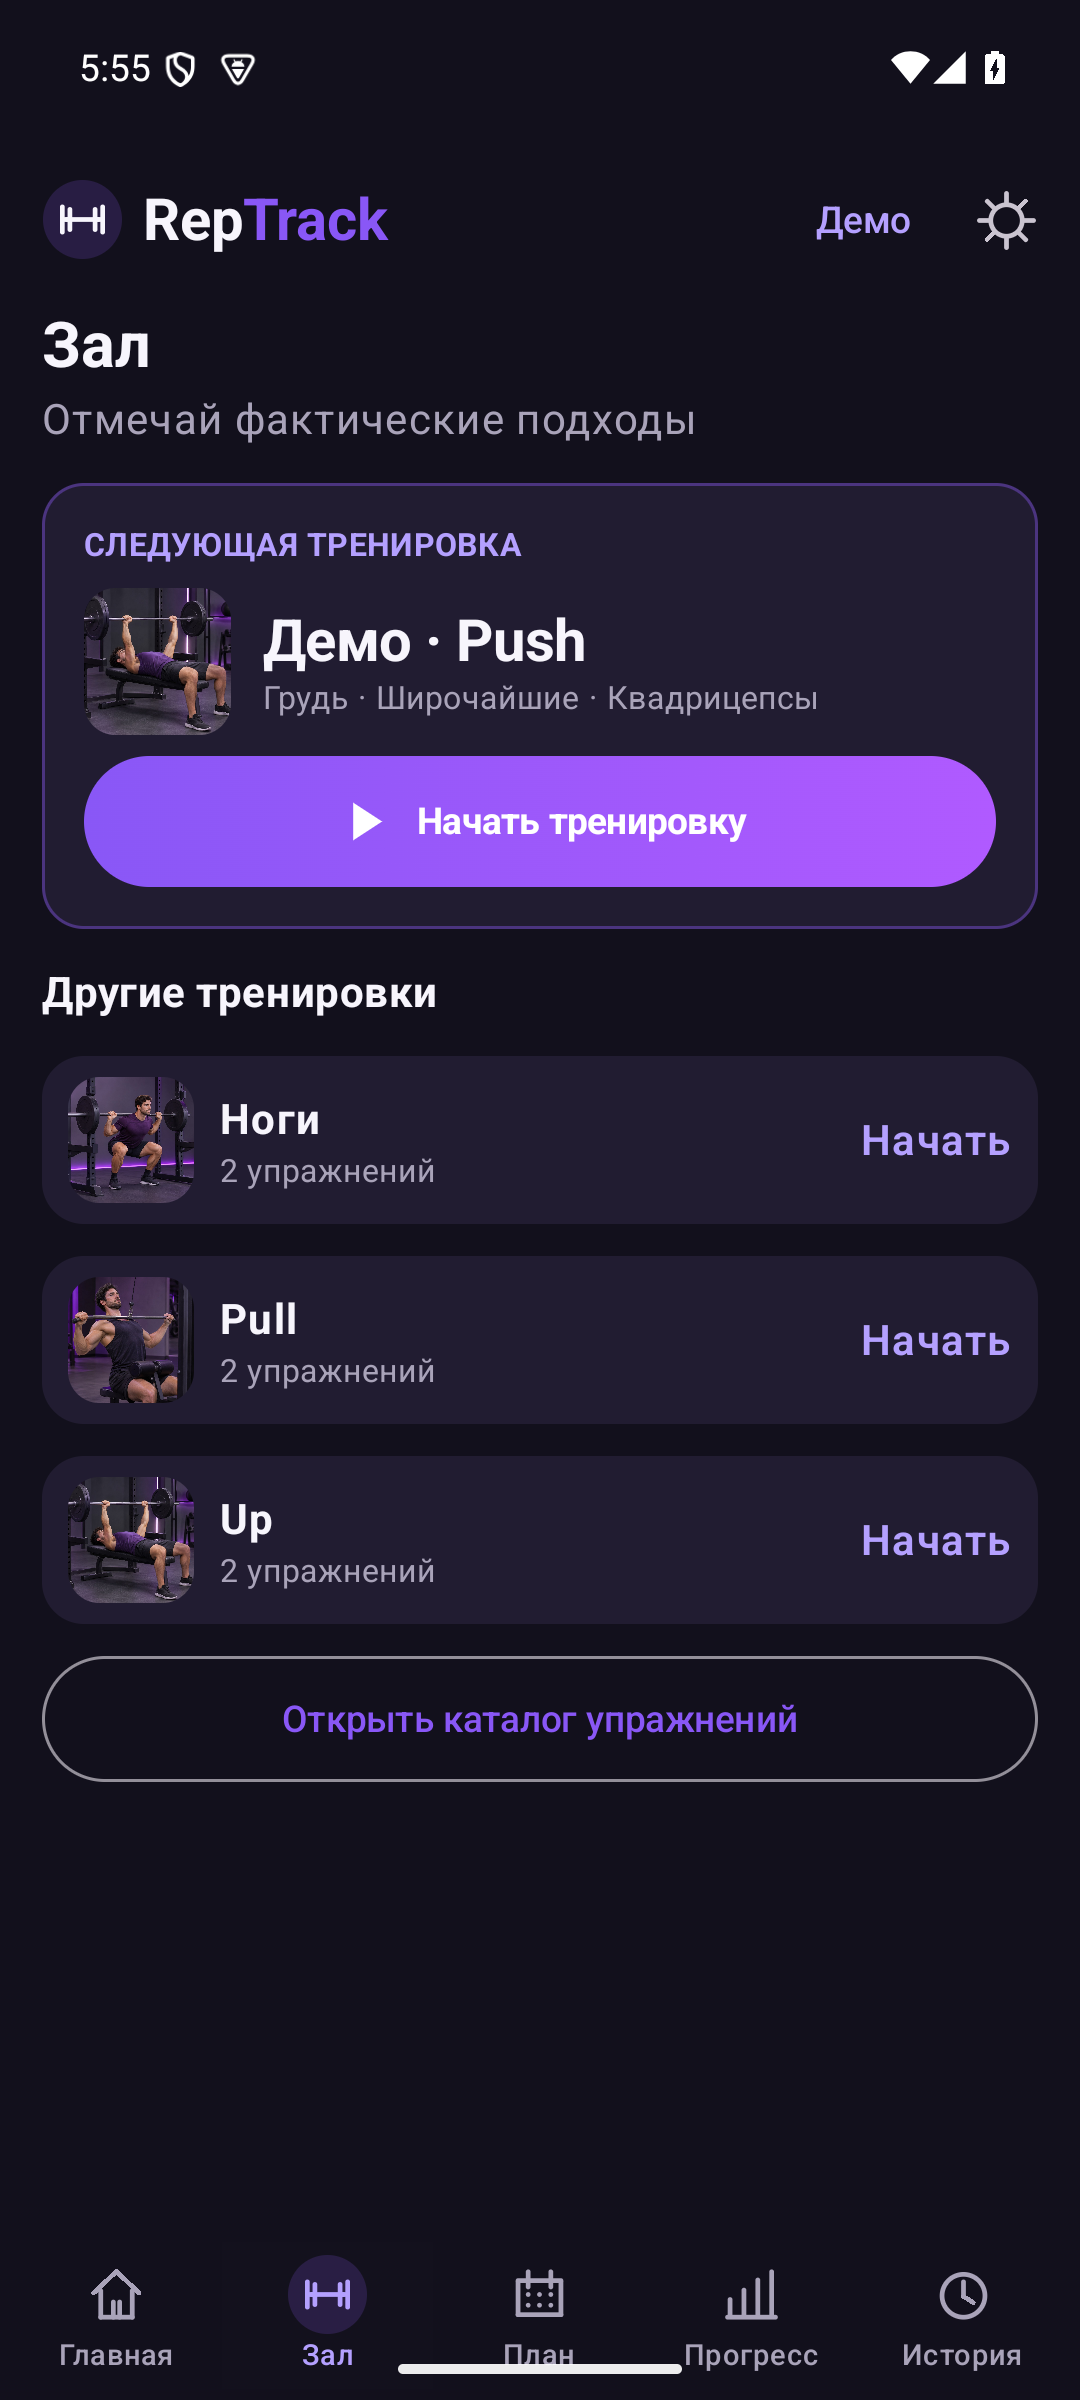 5:55
RepTrack
Демо
Зал
Отмечай фактические подходы
СЛЕДУЮЩАЯ ТРЕНИРОВКА
Демо · Push
Грудь · Широчайшие · Квадрицепсы
Начать тренировку
Другие тренировки
Ноги
2 упражнений
Начать
Pull
2 упражнений
Начать
Up
2 упражнений
Начать
Открыть каталог упражнений
Главная
Зал
План
Прогресс
История